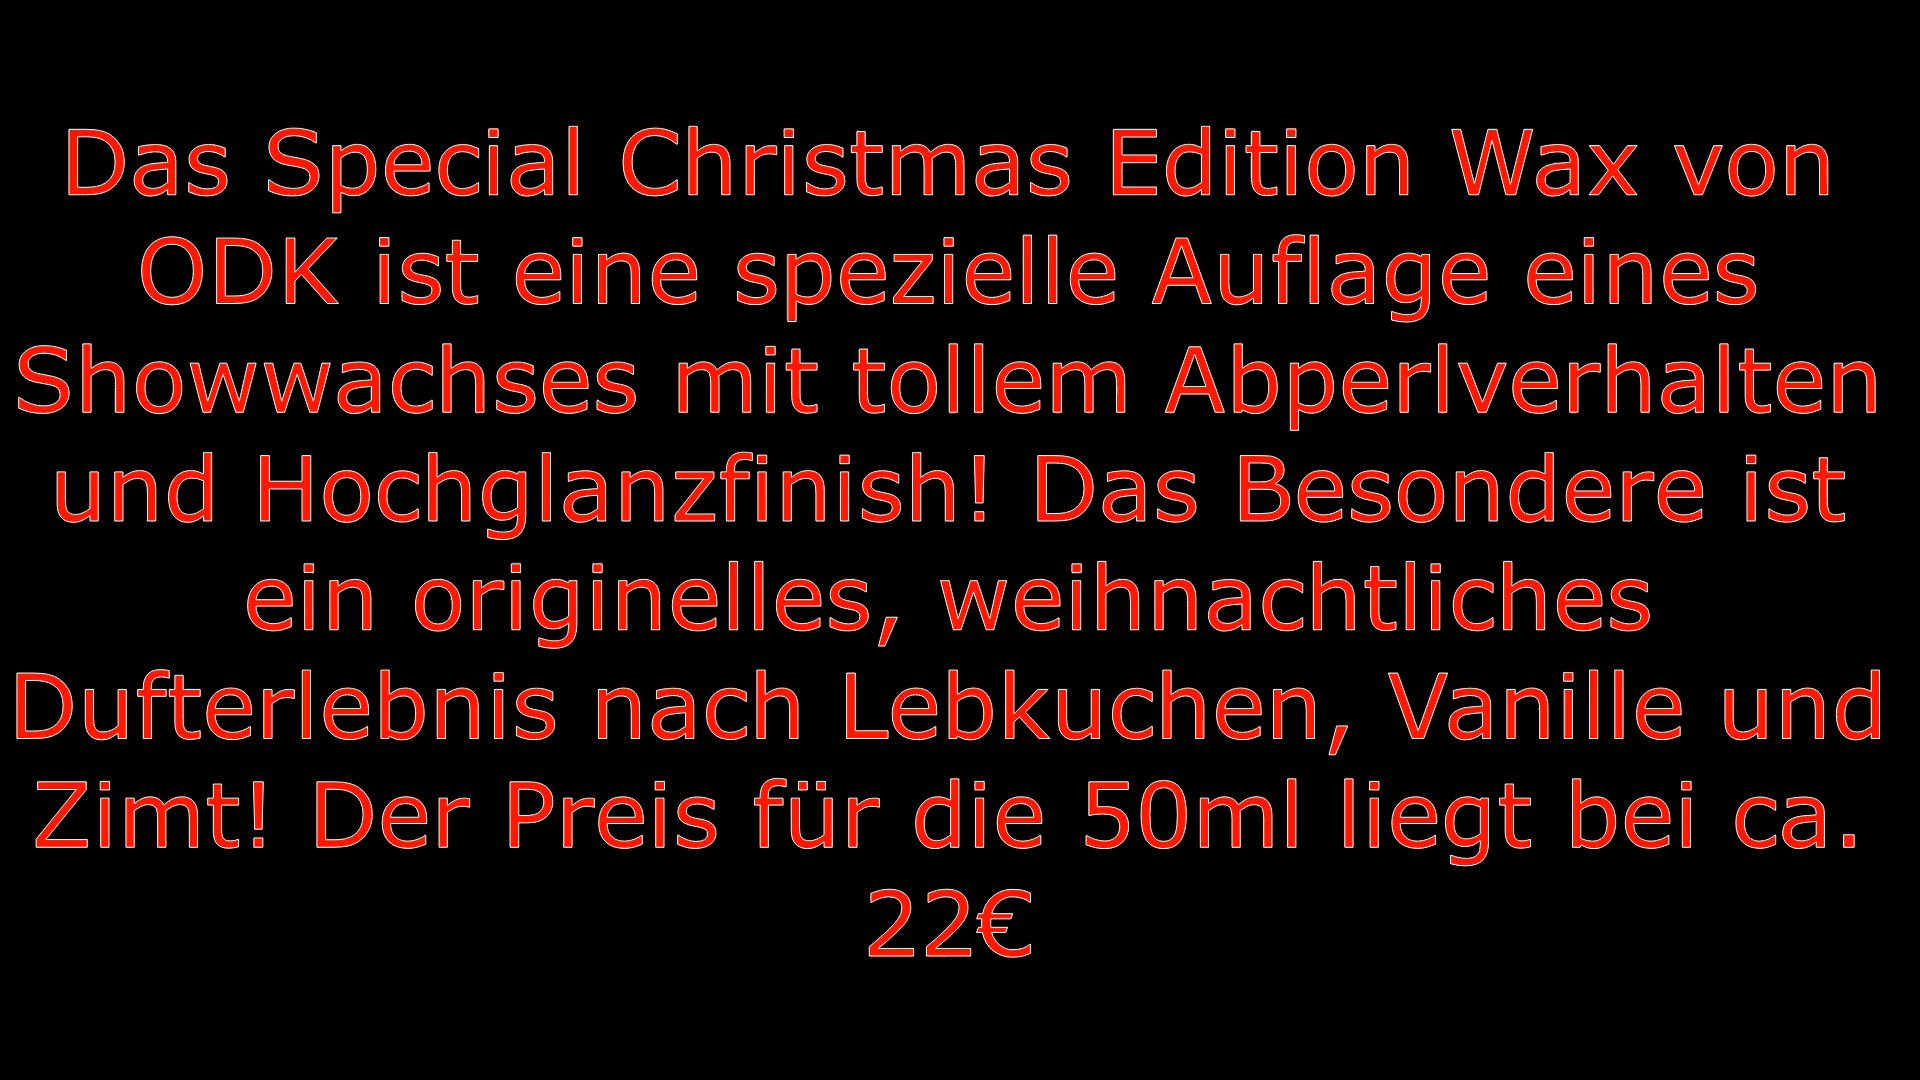 Das Special Christmas Edition Wax von
ODK ist eine spezielle Auflage eines
Showwachses mit tollem Abperlverhalten
und Hochglanzfinish! Das Besondere ist
ein originelles, weihnachtliches
Dufterlebnis nach Lebkuchen, Vanille und
Zimt! Der Preis für die 50ml liegt bei ca.
22€